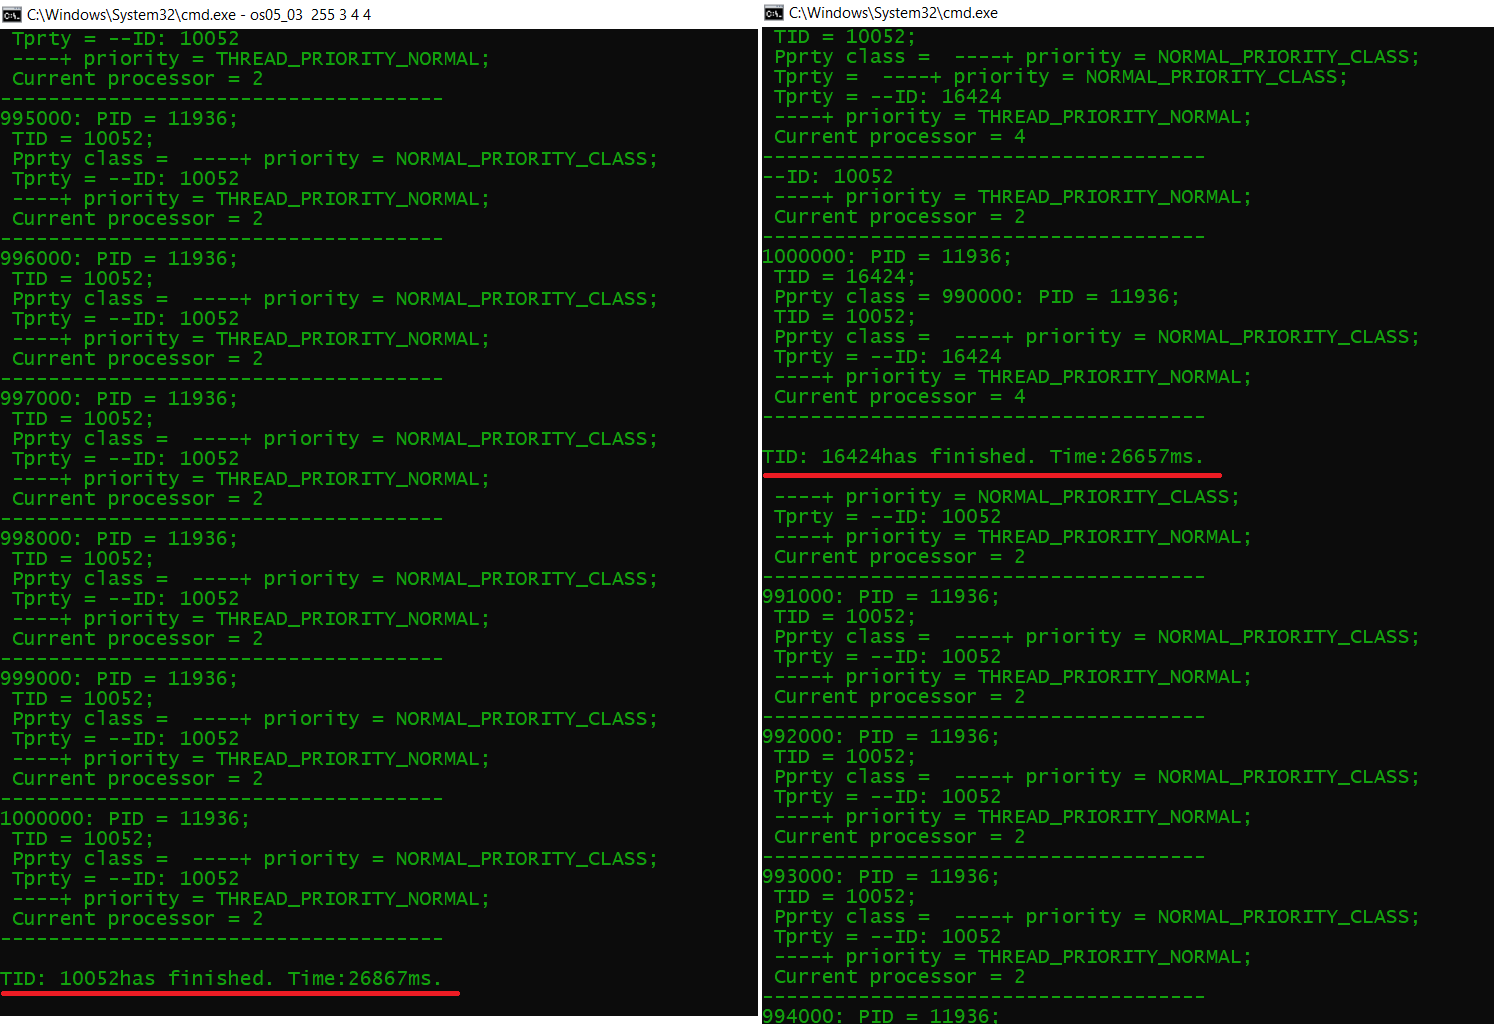 C:\Windows\System32\cmd.exe - os05_03  255 3 4 4
Tprty = --ID: 10052
----+ priority = THREAD_PRIORITY_NORMAL;
Current processor = 2
-------------------------------------
995000: PID = 11936;
TID = 10052;
Pprty class =  ----+ priority = NORMAL_PRIORITY_CLASS;
Tprty = --ID: 10052
----+ priority = THREAD_PRIORITY_NORMAL;
Current processor = 2
-------------------------------------
996000: PID = 11936;
TID = 10052;
Pprty class =  ----+ priority = NORMAL_PRIORITY_CLASS;
Tprty = --ID: 10052
----+ priority = THREAD_PRIORITY_NORMAL;
Current processor = 2
-------------------------------------
997000: PID = 11936;
TID = 10052;
Pprty class =  ----+ priority = NORMAL_PRIORITY_CLASS;
Tprty = --ID: 10052
----+ priority = THREAD_PRIORITY_NORMAL;
Current processor = 2
-------------------------------------
998000: PID = 11936;
TID = 10052;
Pprty class =  ----+ priority = NORMAL_PRIORITY_CLASS;
Tprty = --ID: 10052
----+ priority = THREAD_PRIORITY_NORMAL;
Current processor = 2
-------------------------------------
999000: PID = 11936;
TID = 10052;
Pprty class =  ----+ priority = NORMAL_PRIORITY_CLASS;
Tprty = --ID: 10052
----+ priority = THREAD_PRIORITY_NORMAL;
Current processor = 2
-------------------------------------
1000000: PID = 11936;
TID = 10052;
Pprty class =  ----+ priority = NORMAL_PRIORITY_CLASS;
Tprty = --ID: 10052
----+ priority = THREAD_PRIORITY_NORMAL;
Current processor = 2
-------------------------------------
TID: 10052has finished. Time:26867ms.
C:\Windows\System32\cmd.exe
TID = 10052;
Pprty class =  ----+ priority = NORMAL_PRIORITY_CLASS;
Tprty =  ----+ priority = NORMAL_PRIORITY_CLASS;
Tprty = --ID: 16424
----+ priority = THREAD_PRIORITY_NORMAL;
Current processor = 4
-------------------------------------
--ID: 10052
----+ priority = THREAD_PRIORITY_NORMAL;
Current processor = 2
-------------------------------------
1000000: PID = 11936;
TID = 16424;
Pprty class = 990000: PID = 11936;
TID = 10052;
Pprty class =  ----+ priority = NORMAL_PRIORITY_CLASS;
Tprty = --ID: 16424
----+ priority = THREAD_PRIORITY_NORMAL;
Current processor = 4
-------------------------------------
TID: 16424has finished. Time:26657ms.
----+ priority = NORMAL_PRIORITY_CLASS;
Tprty = --ID: 10052
----+ priority = THREAD_PRIORITY_NORMAL;
Current processor = 2
-------------------------------------
991000: PID = 11936;
TID = 10052;
Pprty class =  ----+ priority = NORMAL_PRIORITY_CLASS;
Tprty = --ID: 10052
----+ priority = THREAD_PRIORITY_NORMAL;
Current processor = 2
-------------------------------------
992000: PID = 11936;
TID = 10052;
Pprty class =  ----+ priority = NORMAL_PRIORITY_CLASS;
Tprty = --ID: 10052
----+ priority = THREAD_PRIORITY_NORMAL;
Current processor = 2
-------------------------------------
993000: PID = 11936;
TID = 10052;
Pprty class =  ----+ priority = NORMAL_PRIORITY_CLASS;
Tprty = --ID: 10052
----+ priority = THREAD_PRIORITY_NORMAL;
Current processor = 2
-------------------------------------
994000: PID = 11936;